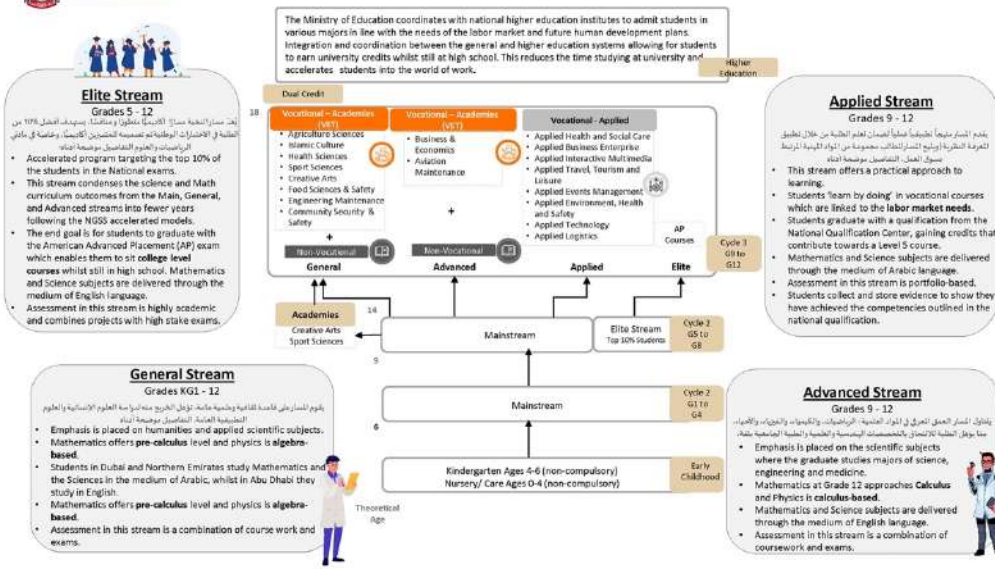 The Ministry of Education coordinates with national higher education institutes to admit students in
various majors in line with the needs of the labor market and future human development plans.
Integration and coordination between the general and higher education systems allowing for students
to earn university credits whilst still at high school. This reduces the time studying at university and
accelerates students into the world of work.
Higher
Education
Elite Stream
Grades 5 - 12
Accelerated program targeting the top 10% of
the students in the National exams.
This stream condenses the science and Math
curriculum outcomes from the Main, General,
and Advanced streams into fewer years
following the NGSS accelerated models.
The end goal is for students to graduate with
the American Advanced Placement (AP) exam
which enables them to sit college level
courses whilst still in high school. Mathematics
and Science subjects are delivered through the
medium of English language.
Assessment in this stream is highly academic
and combines projects with high stake exams.
Dual Credit
18
Vocational – Academies
(VET)
Agriculture Sciences
Islamic Culture
Health Sciences
Sport Sciences
Creative Arts
Food Sciences & Safety
Engineering Maintenance
Community Security &
Safety
+
Non-Vocational
General
Vocational – Academies
(VET)
Business &
Economics
Aviation
Maintenance
+
Non-Vocational
Advanced
Vocational - Applied
Applied Health and Social Care
Applied Business Enterprise
Applied Interactive Multimedia
Applied Travel, Tourism and
Leisure
Applied Events Management
Applied Environment, Health
and Safety
Applied Technology
Applied Logistics
Applied
AP
Courses
Elite
Cycle 3
G9 to
G12
Applied Stream
Grades 9 - 12
This stream offers a practical approach to
learning.
Students 'learn by doing' in vocational courses
which are linked to the labor market needs.
Students graduate with a qualification from the
National Qualification Center, gaining credits that
contribute towards a Level 5 course.
Mathematics and Science subjects are delivered
through the medium of Arabic language.
Assessment in this stream is portfolio-based.
Students collect and store evidence to show they
have achieved the competencies outlined in the
national qualification.
14
Academies
Creative Arts
Sport Sciences
Mainstream
Elite Stream
Top 10% Students
Cycle 2
G5 to
G8
9
Mainstream
Cycle 2
G1 to
G4
6
Kindergarten Ages 4-6 (non-compulsory)
Nursery/ Care Ages 0-4 (non-compulsory)
Early
Childhood
Theoretical
Age
General Stream
Grades KG1 - 12
Emphasis is placed on humanities and applied scientific subjects.
Mathematics offers pre-calculus level and physics is algebra-
based.
Students in Dubai and Northern Emirates study Mathematics and
the Sciences in the medium of Arabic, whilst in Abu Dhabi they
study in English.
Mathematics offers pre-calculus level and physics is algebra-
based.
Assessment in this stream is a combination of course work and
exams.
Advanced Stream
Grades 9 - 12
Emphasis is placed on the scientific subjects
where the graduate studies majors of science,
engineering and medicine.
Mathematics at Grade 12 approaches Calculus
and Physics is calculus-based.
Mathematics and Science subjects are delivered
through the medium of English language.
Assessment in this stream is a combination of
coursework and exams.